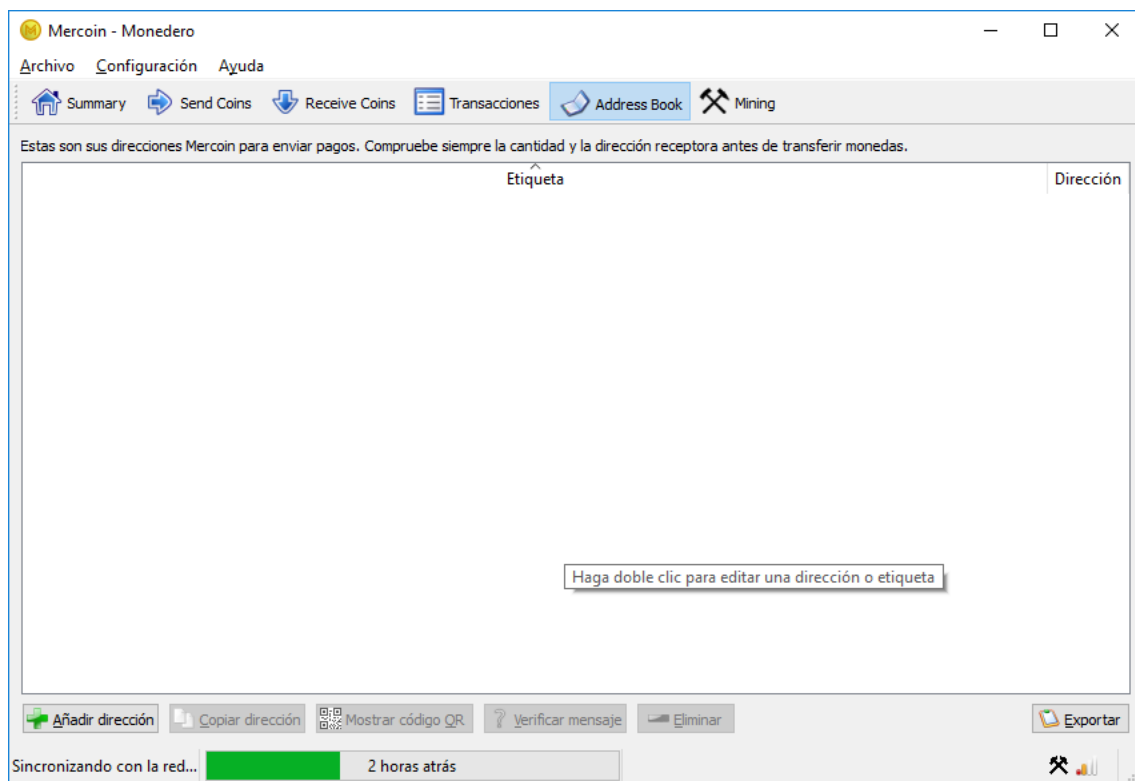 Mercoin - Monedero
Archivo Configuración Ayuda
Summary Send Coins Receive Coins Transacciones Address Book Mining
Estas son sus direcciones Mercoin para enviar pagos. Compruebe siempre la cantidad y la dirección receptora antes de transferir monedas.
Etiqueta Dirección
Haga doble clic para editar una dirección o etiqueta
Añadir dirección Copiar dirección Mostrar código QR Verificar mensaje Eliminar Exportar
Sincronizando con la red... 2 horas atrás